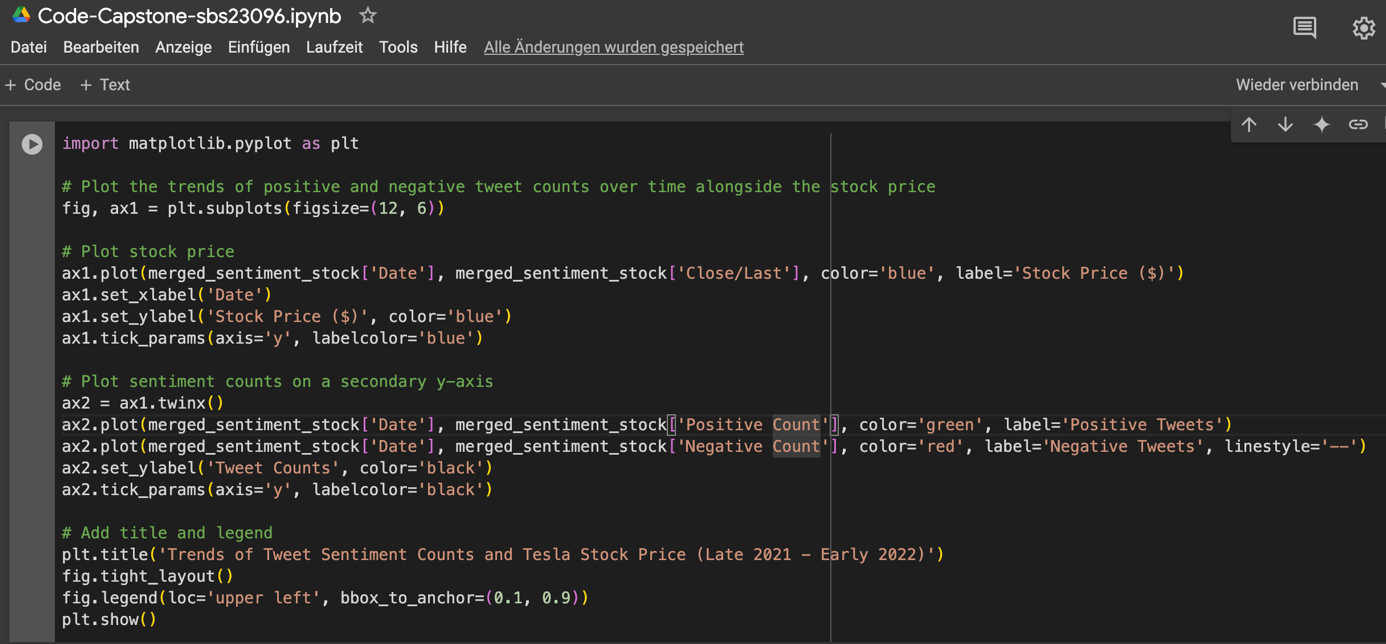 Code-Capstone-sbs23096.ipynb
Datei Bearbeiten Anzeige Einfügen Laufzeit Tools Hilfe Alle Änderungen wurden gespeichert
+ Code + Text Wieder verbinden
import matplotlib.pyplot as plt
# Plot the trends of positive and negative tweet counts over time alongside the stock price
fig, ax1 = plt.subplots(figsize=(12, 6))
# Plot stock price
ax1.plot(merged_sentiment_stock['Date'], merged_sentiment_stock['Close/Last'], color='blue', label='Stock Price ($)')
ax1.set_xlabel('Date')
ax1.set_ylabel('Stock Price ($)', color='blue')
ax1.tick_params(axis='y', labelcolor='blue')
# Plot sentiment counts on a secondary y-axis
ax2 = ax1.twinx()
ax2.plot(merged_sentiment_stock['Date'], merged_sentiment_stock['Positive Count'], color='green', label='Positive Tweets')
ax2.plot(merged_sentiment_stock['Date'], merged_sentiment_stock['Negative Count'], color='red', label='Negative Tweets', linestyle='--')
ax2.set_ylabel('Tweet Counts', color='black')
ax2.tick_params(axis='y', labelcolor='black')
# Add title and legend
plt.title('Trends of Tweet Sentiment Counts and Tesla Stock Price (Late 2021 - Early 2022)')
fig.tight_layout()
fig.legend(loc='upper left', bbox_to_anchor=(0.1, 0.9))
plt.show()